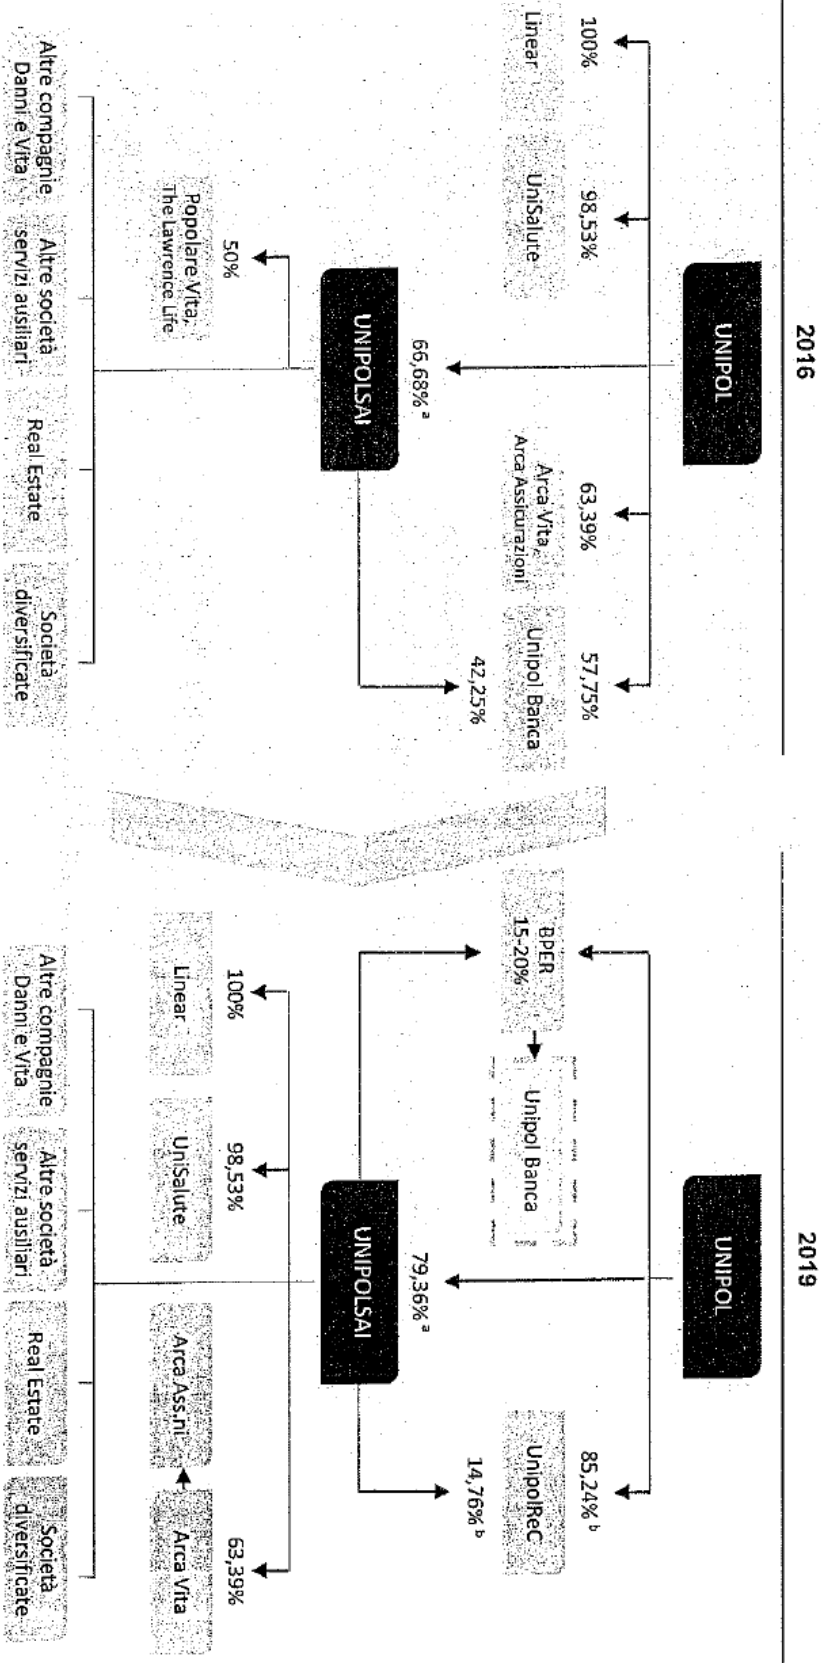 2016
UNIPOL
100%
98,53%
63,39%
57,75%
Linear
UniSalute
Arca Vita,
Arca Assicurazioni
Unipol Banca
66,68% a
42,25%
UNIPOLSAI
50%
Popolare Vita,
The Lawrence Life
Altre compagnie
Danni e Vita
Altre società
servizi ausiliari
Real Estate
Società
diversificate
2019
UNIPOL
85,24% b
BPER
15-20%
Unipol Banca
UnipolReC
79,36% a
14,76% b
UNIPOLSAI
100%
98,53%
63,39%
Linear
UniSalute
Arca Ass.ni
Arca Vita
Altre compagnie
Danni e Vita
Altre società
servizi ausiliari
Real Estate
Società
diversificate